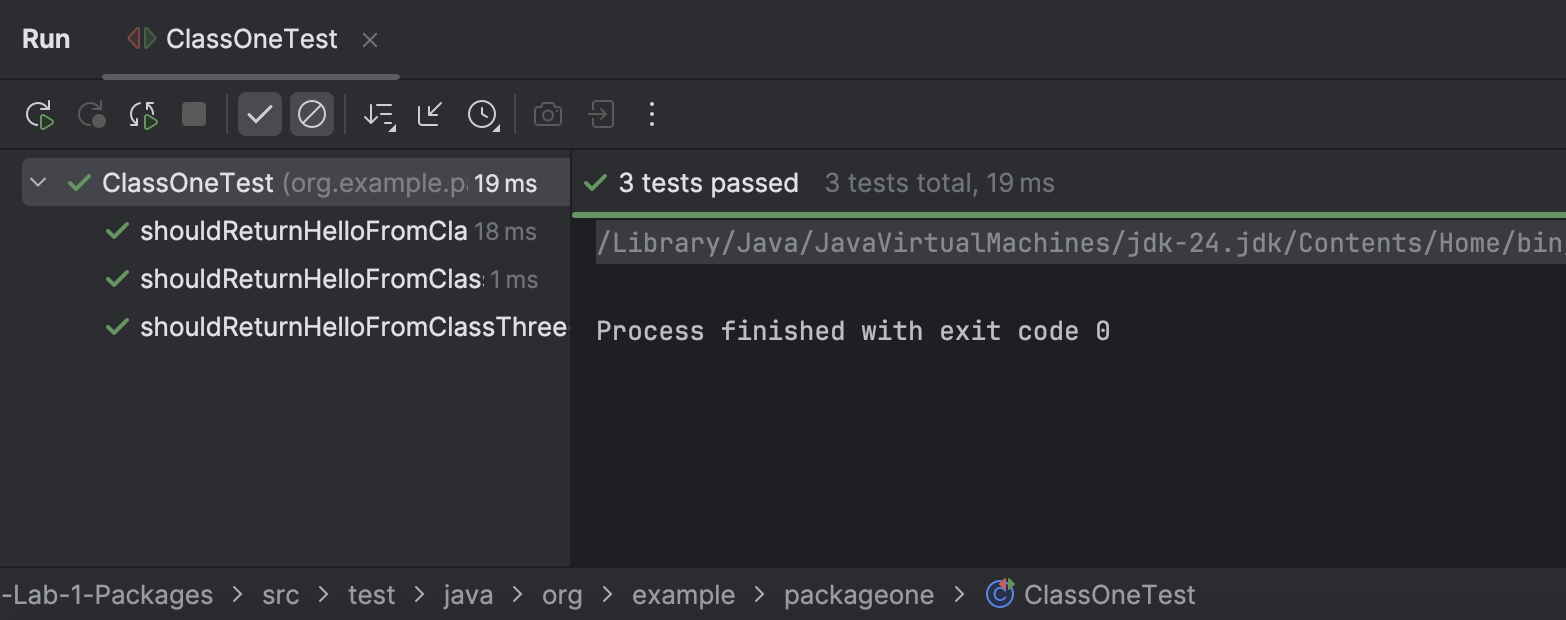 Run ClassOneTest
ClassOneTest (org.example.pa 19 ms
shouldReturnHelloFromCla 18 ms
shouldReturnHelloFromClas 1 ms
shouldReturnHelloFromClassThree
3 tests passed 3 tests total, 19 ms
/Library/Java/JavaVirtualMachines/jdk-24.jdk/Contents/Home/bin
Process finished with exit code 0
-Lab-1-Packages > src > test > java > org > example > packageone > ClassOneTest